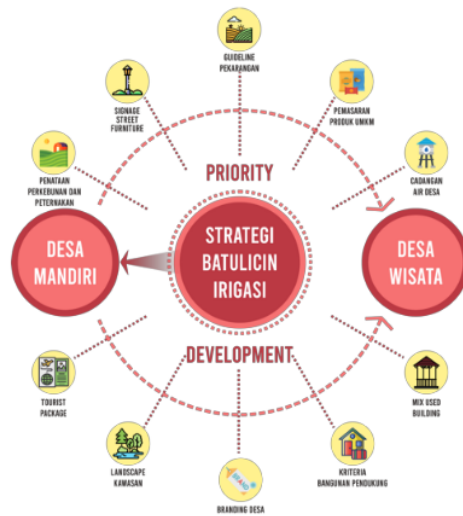 GUIDELINE
PEKARANGAN
SIGNAGE
STREET
FURNITURE
PEMASARAN
PRODUK UMKM
PENATAAN
PERKEBUNAN DAN
PETERNAKAN
CADANGAN
AIR DESA
PRIORITY
DESA
MANDIRI
STRATEGI
BATULICIN
IRIGASI
DESA
WISATA
DEVELOPMENT
TOURIST
PACKAGE
MIX USED
BUILDING
LANDSCAPE
KAWASAN
KRITERIA
BANGUNAN PENDUKUNG
BRAND
BRANDING DESA